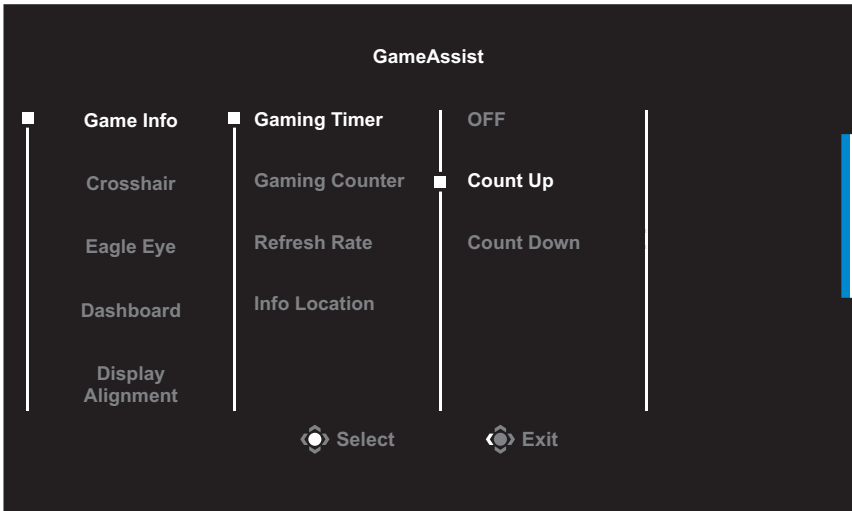 GameAssist
Game Info
Crosshair
Eagle Eye
Dashboard
Display
Alignment
Gaming Timer
Gaming Counter
Refresh Rate
Info Location
OFF
Count Up
Count Down
Select
Exit